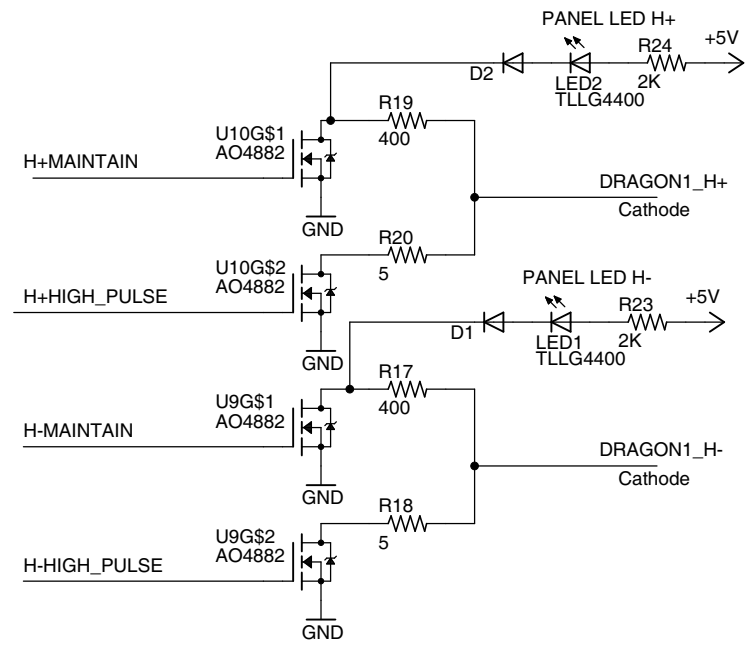 PANEL LED H+
R24
+5V
D2
LED2
TLLG4400
2K
R19
400
U10G$1
AO4882
H+MAINTAIN
GND
DRAGON1_H+
Cathode
R20
5
U10G$2
AO4882
H+HIGH_PULSE
GND
PANEL LED H-
R23
+5V
D1
LED1
TLLG4400
2K
R17
400
U9G$1
AO4882
H-MAINTAIN
GND
DRAGON1_H-
Cathode
R18
5
U9G$2
AO4882
H-HIGH_PULSE
GND